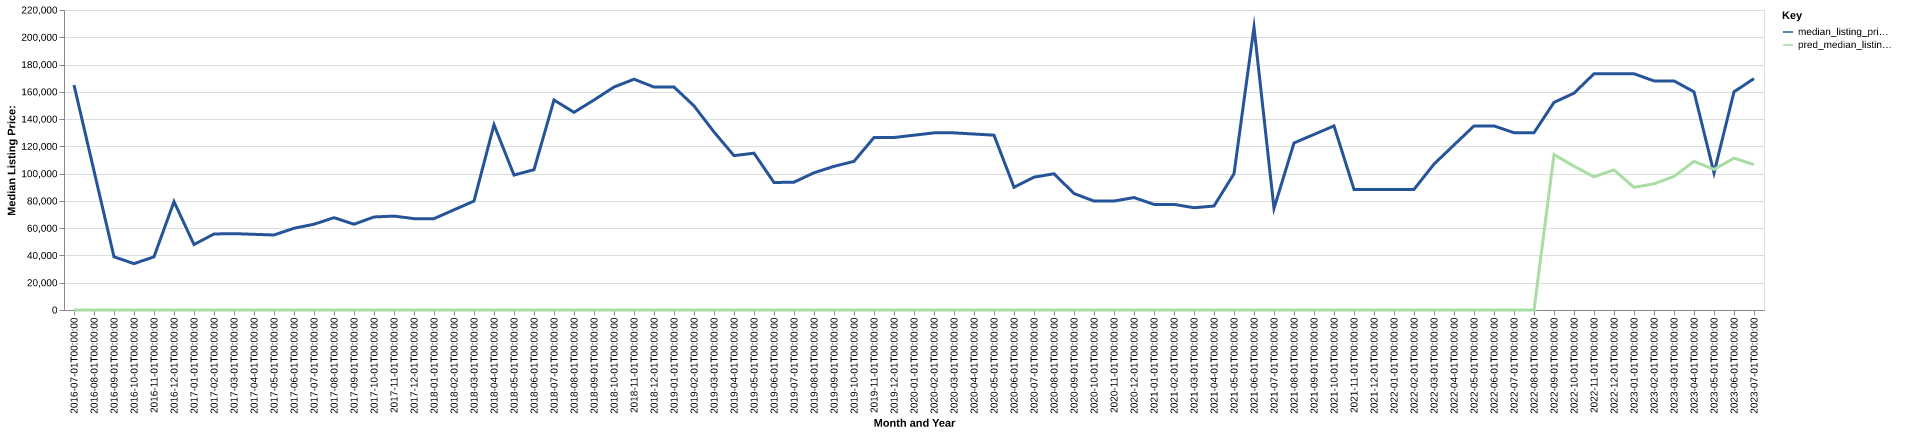 Key
median_listing_pri…
pred_median_listin…
Median Listing Price:
220,000
200,000
180,000
160,000
140,000
120,000
100,000
80,000
60,000
40,000
20,000
0
2016-07-01T00:00:00
2016-08-01T00:00:00
2016-09-01T00:00:00
2016-10-01T00:00:00
2016-11-01T00:00:00
2016-12-01T00:00:00
2017-01-01T00:00:00
2017-02-01T00:00:00
2017-03-01T00:00:00
2017-04-01T00:00:00
2017-05-01T00:00:00
2017-06-01T00:00:00
2017-07-01T00:00:00
2017-08-01T00:00:00
2017-09-01T00:00:00
2017-10-01T00:00:00
2017-11-01T00:00:00
2017-12-01T00:00:00
2018-01-01T00:00:00
2018-02-01T00:00:00
2018-03-01T00:00:00
2018-04-01T00:00:00
2018-05-01T00:00:00
2018-06-01T00:00:00
2018-07-01T00:00:00
2018-08-01T00:00:00
2018-09-01T00:00:00
2018-10-01T00:00:00
2018-11-01T00:00:00
2018-12-01T00:00:00
2019-01-01T00:00:00
2019-02-01T00:00:00
2019-03-01T00:00:00
2019-04-01T00:00:00
2019-05-01T00:00:00
2019-06-01T00:00:00
2019-07-01T00:00:00
2019-08-01T00:00:00
2019-09-01T00:00:00
2019-10-01T00:00:00
2019-11-01T00:00:00
2019-12-01T00:00:00
2020-01-01T00:00:00
2020-02-01T00:00:00
2020-03-01T00:00:00
2020-04-01T00:00:00
2020-05-01T00:00:00
2020-06-01T00:00:00
2020-07-01T00:00:00
2020-08-01T00:00:00
2020-09-01T00:00:00
2020-10-01T00:00:00
2020-11-01T00:00:00
2020-12-01T00:00:00
2021-01-01T00:00:00
2021-02-01T00:00:00
2021-03-01T00:00:00
2021-04-01T00:00:00
2021-05-01T00:00:00
2021-06-01T00:00:00
2021-07-01T00:00:00
2021-08-01T00:00:00
2021-09-01T00:00:00
2021-10-01T00:00:00
2021-11-01T00:00:00
2021-12-01T00:00:00
2022-01-01T00:00:00
2022-02-01T00:00:00
2022-03-01T00:00:00
2022-04-01T00:00:00
2022-05-01T00:00:00
2022-06-01T00:00:00
2022-07-01T00:00:00
2022-08-01T00:00:00
2022-09-01T00:00:00
2022-10-01T00:00:00
2022-11-01T00:00:00
2022-12-01T00:00:00
2023-01-01T00:00:00
2023-02-01T00:00:00
2023-03-01T00:00:00
2023-04-01T00:00:00
2023-05-01T00:00:00
2023-06-01T00:00:00
2023-07-01T00:00:00
Month and Year